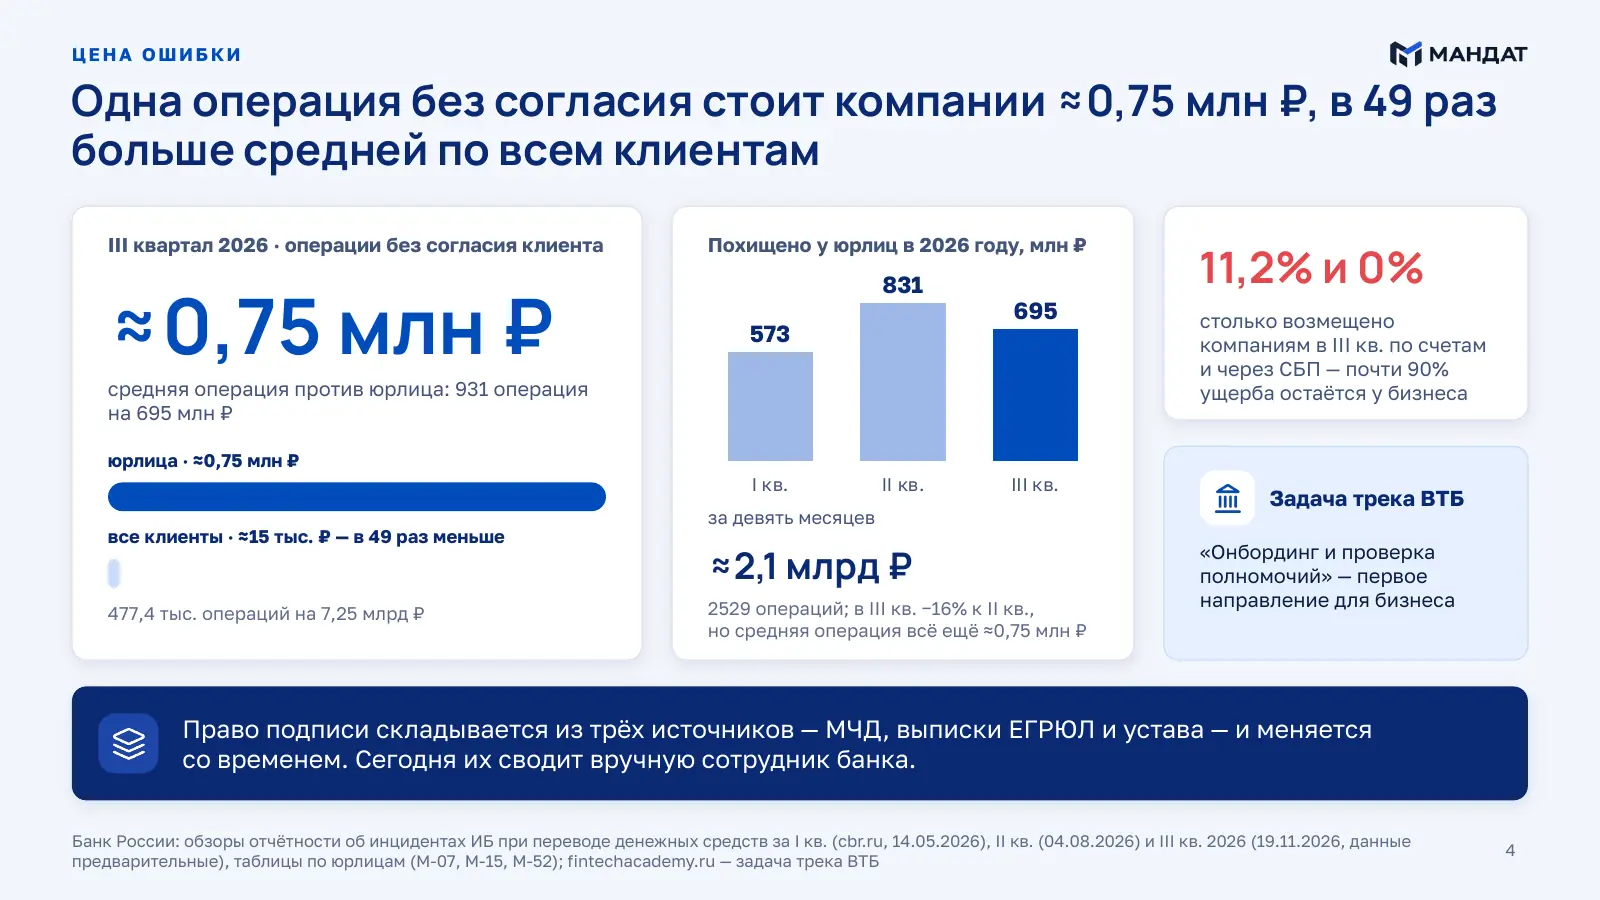 ЦЕНА ОШИБКИ
МАНДАТ
Одна операция без согласия стоит компании ≈0,75 млн ₽, в 49 раз
больше средней по всем клиентам
III квартал 2026 · операции без согласия клиента
≈0,75 млн ₽
средняя операция против юрлица: 931 операция
на 695 млн ₽
юрлица · ≈0,75 млн ₽
все клиенты · ≈15 тыс. ₽ — в 49 раз меньше
477,4 тыс. операций на 7,25 млрд ₽
Похищено у юрлиц в 2026 году, млн ₽
573
831
695
I кв.
II кв.
III кв.
за девять месяцев
≈2,1 млрд ₽
2529 операций; в III кв. −16% к II кв.,
но средняя операция всё ещё ≈0,75 млн ₽
11,2% и 0%
столько возмещено
компаниям в III кв. по счетам
и через СБП — почти 90%
ущерба остаётся у бизнеса
Задача трека ВТБ
«Онбординг и проверка
полномочий» — первое
направление для бизнеса
Право подписи складывается из трёх источников — МЧД, выписки ЕГРЮЛ и устава — и меняется
со временем. Сегодня их сводит вручную сотрудник банка.
Банк России: обзоры отчётности об инцидентах ИБ при переводе денежных средств за I кв. (cbr.ru, 14.05.2026), II кв. (04.08.2026) и III кв. 2026 (19.11.2026, данные
предварительные), таблицы по юрлицам (М-07, М-15, М-52); fintechacademy.ru — задача трека ВТБ
4